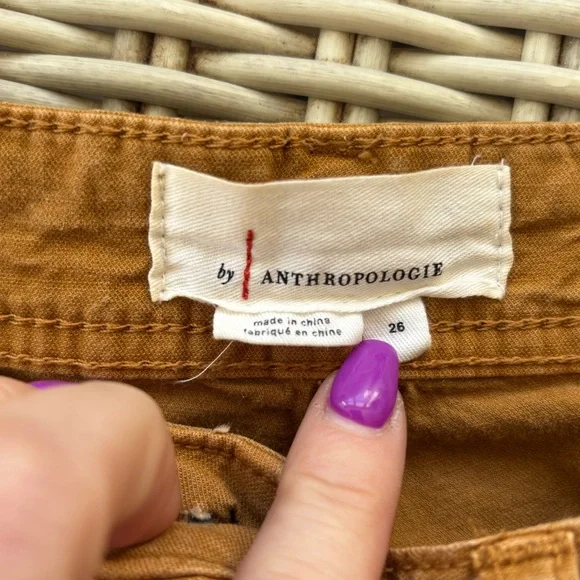 by ANTHROPOLOGIE
made in china
fabriqué en chine
26